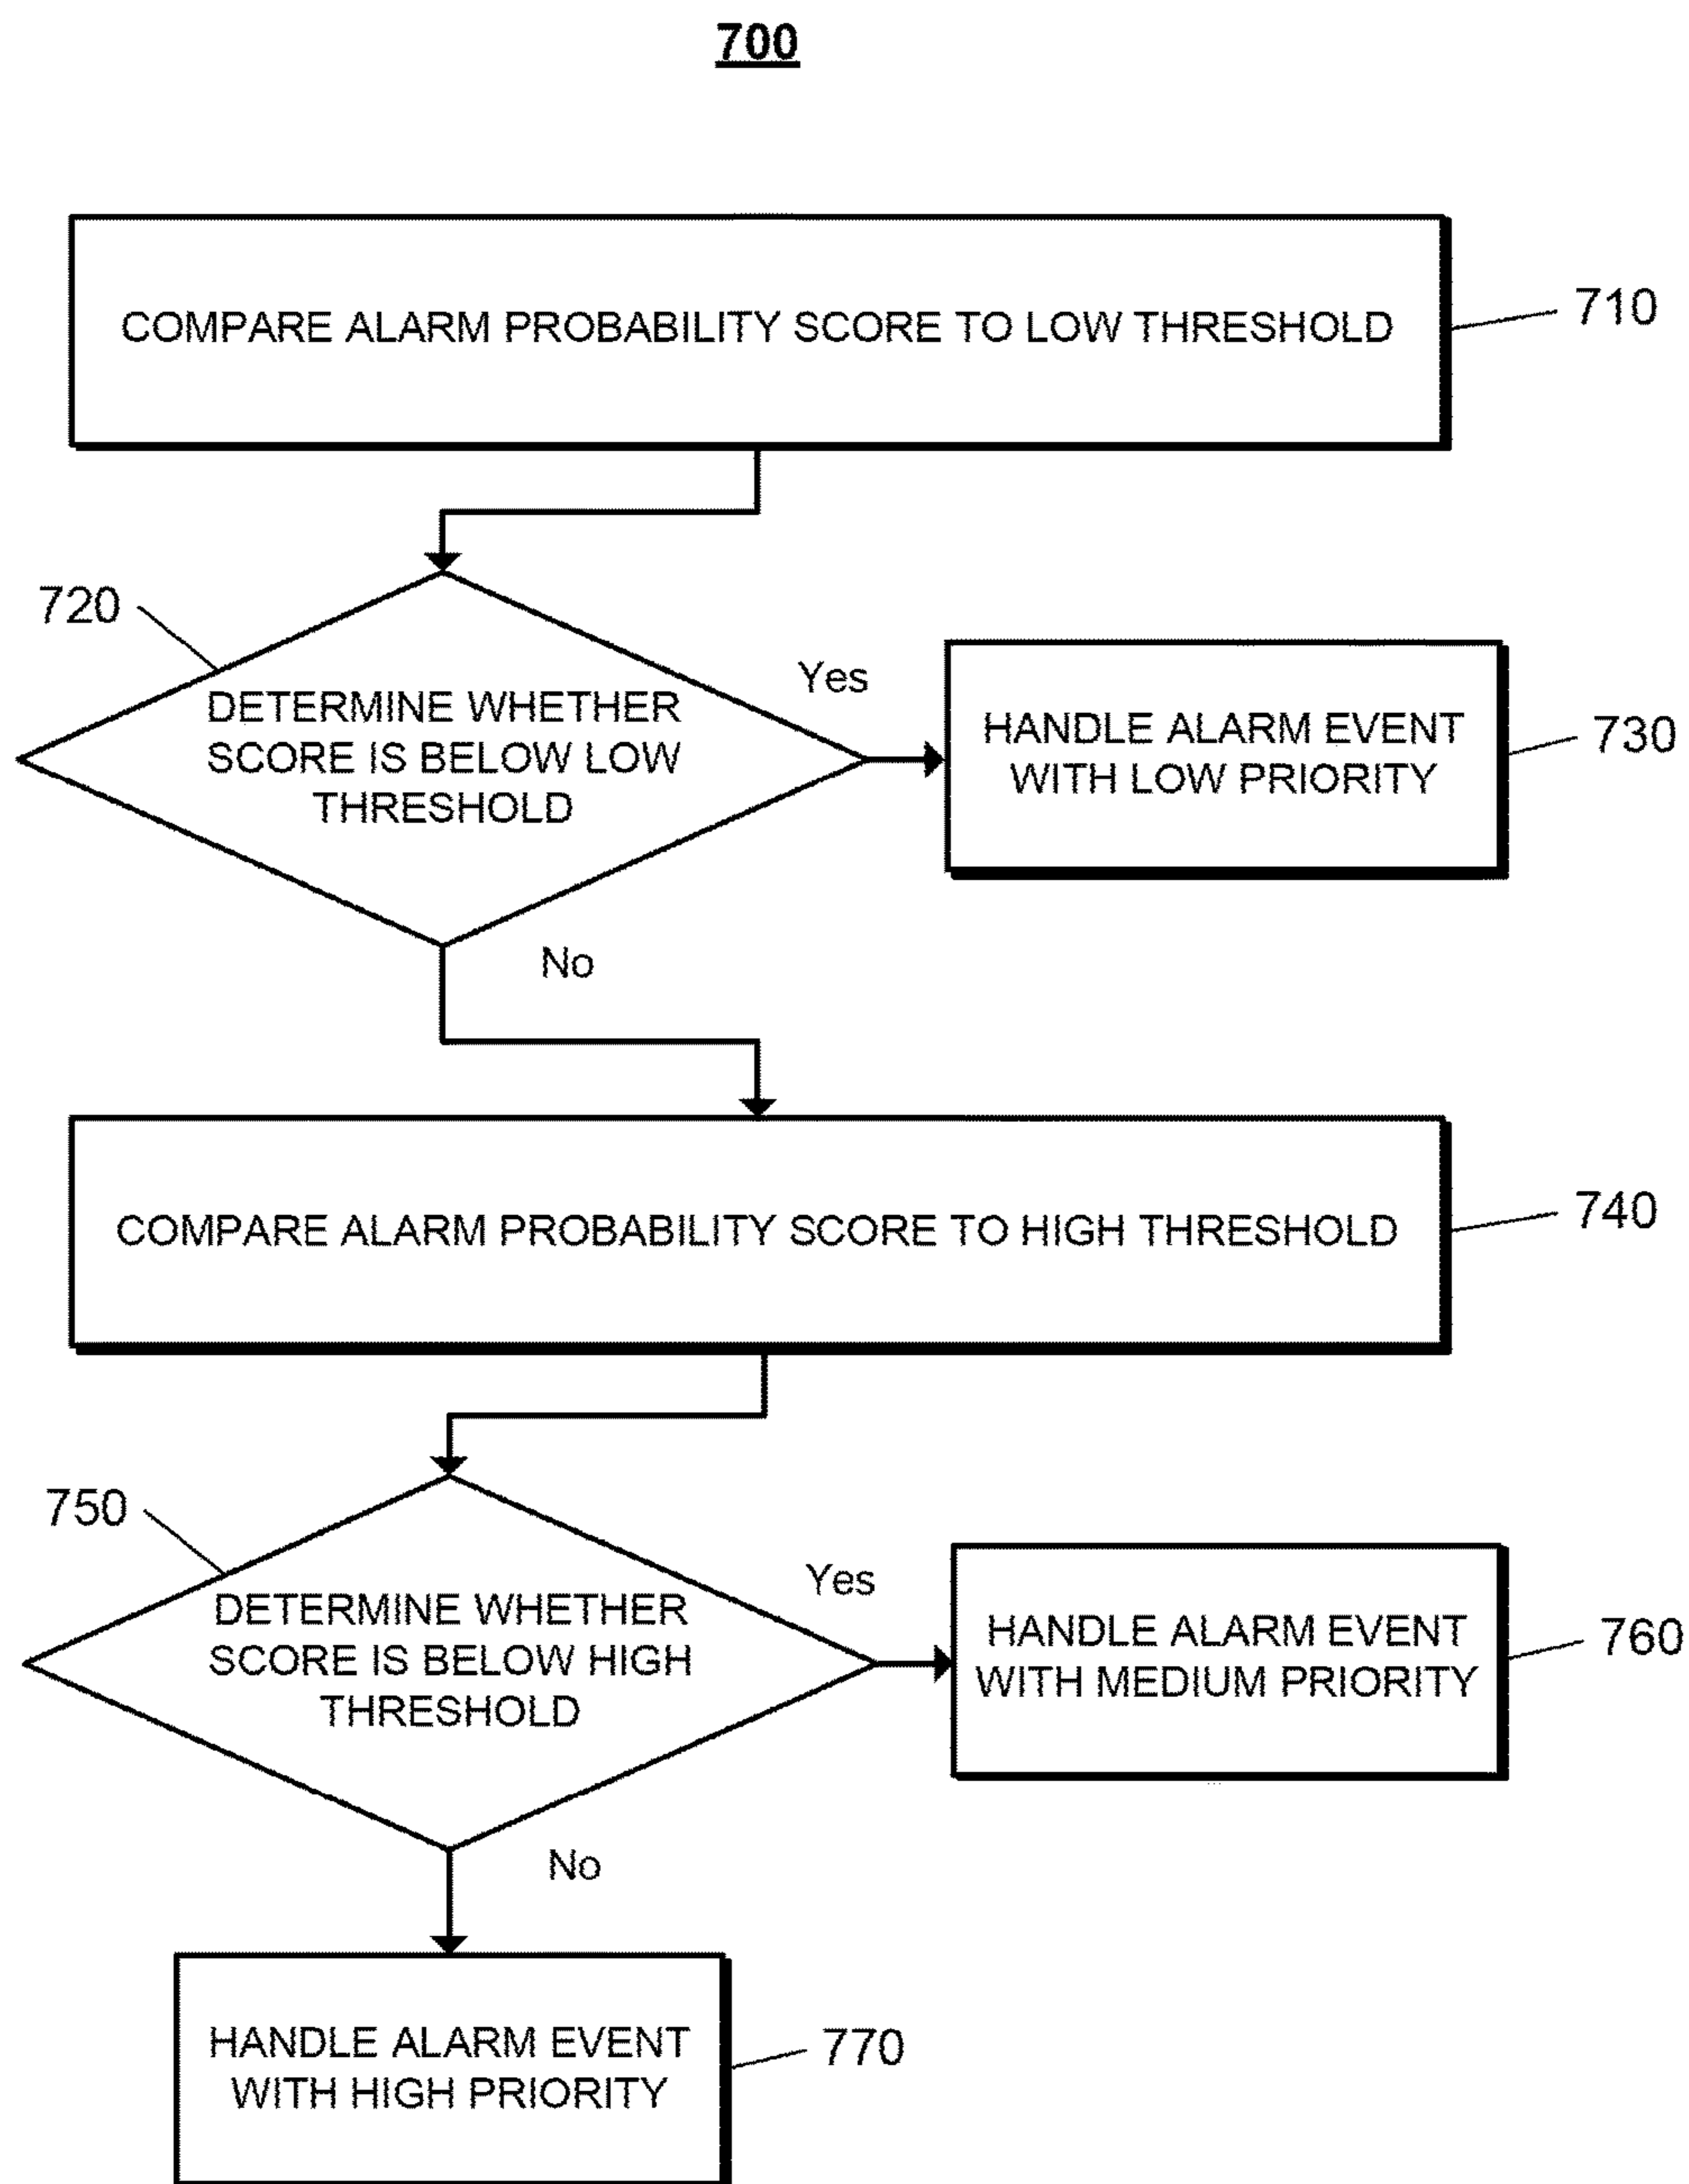 700
COMPARE ALARM PROBABILITY SCORE TO LOW THRESHOLD
710
720
DETERMINE WHETHER
SCORE IS BELOW LOW
THRESHOLD
Yes
HANDLE ALARM EVENT
WITH LOW PRIORITY
730
No
COMPARE ALARM PROBABILITY SCORE TO HIGH THRESHOLD
740
750
DETERMINE WHETHER
SCORE IS BELOW HIGH
THRESHOLD
Yes
HANDLE ALARM EVENT
WITH MEDIUM PRIORITY
760
No
HANDLE ALARM EVENT
WITH HIGH PRIORITY
770